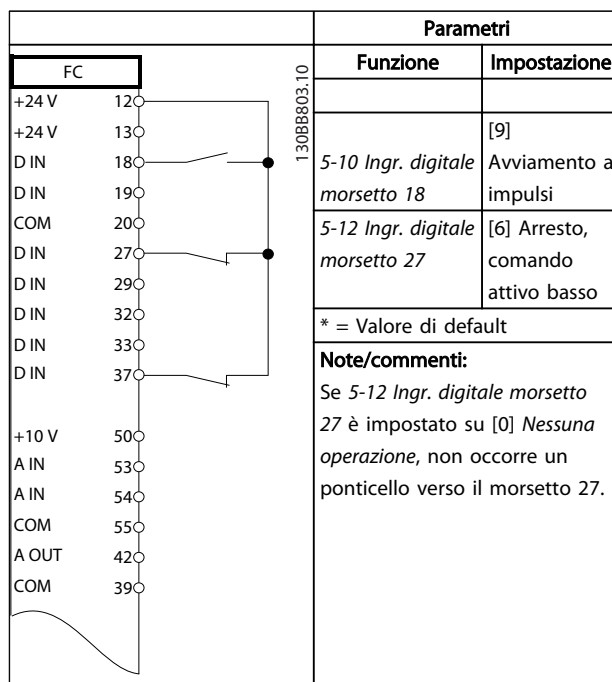 FC
+24 V 12
+24 V 13
D IN 18
D IN 19
COM 20
D IN 27
D IN 29
D IN 32
D IN 33
D IN 37
+10 V 50
A IN 53
A IN 54
COM 55
A OUT 42
COM 39
130BB803.10
Parametri
Funzione Impostazione
5-10 Ingr. digitale
morsetto 18
[9]
Avviamento a
impulsi
5-12 Ingr. digitale
morsetto 27
[6] Arresto,
comando
attivo basso
* = Valore di default
Note/commenti:
Se 5-12 Ingr. digitale morsetto
27 è impostato su [0] Nessuna
operazione, non occorre un
ponticello verso il morsetto 27.